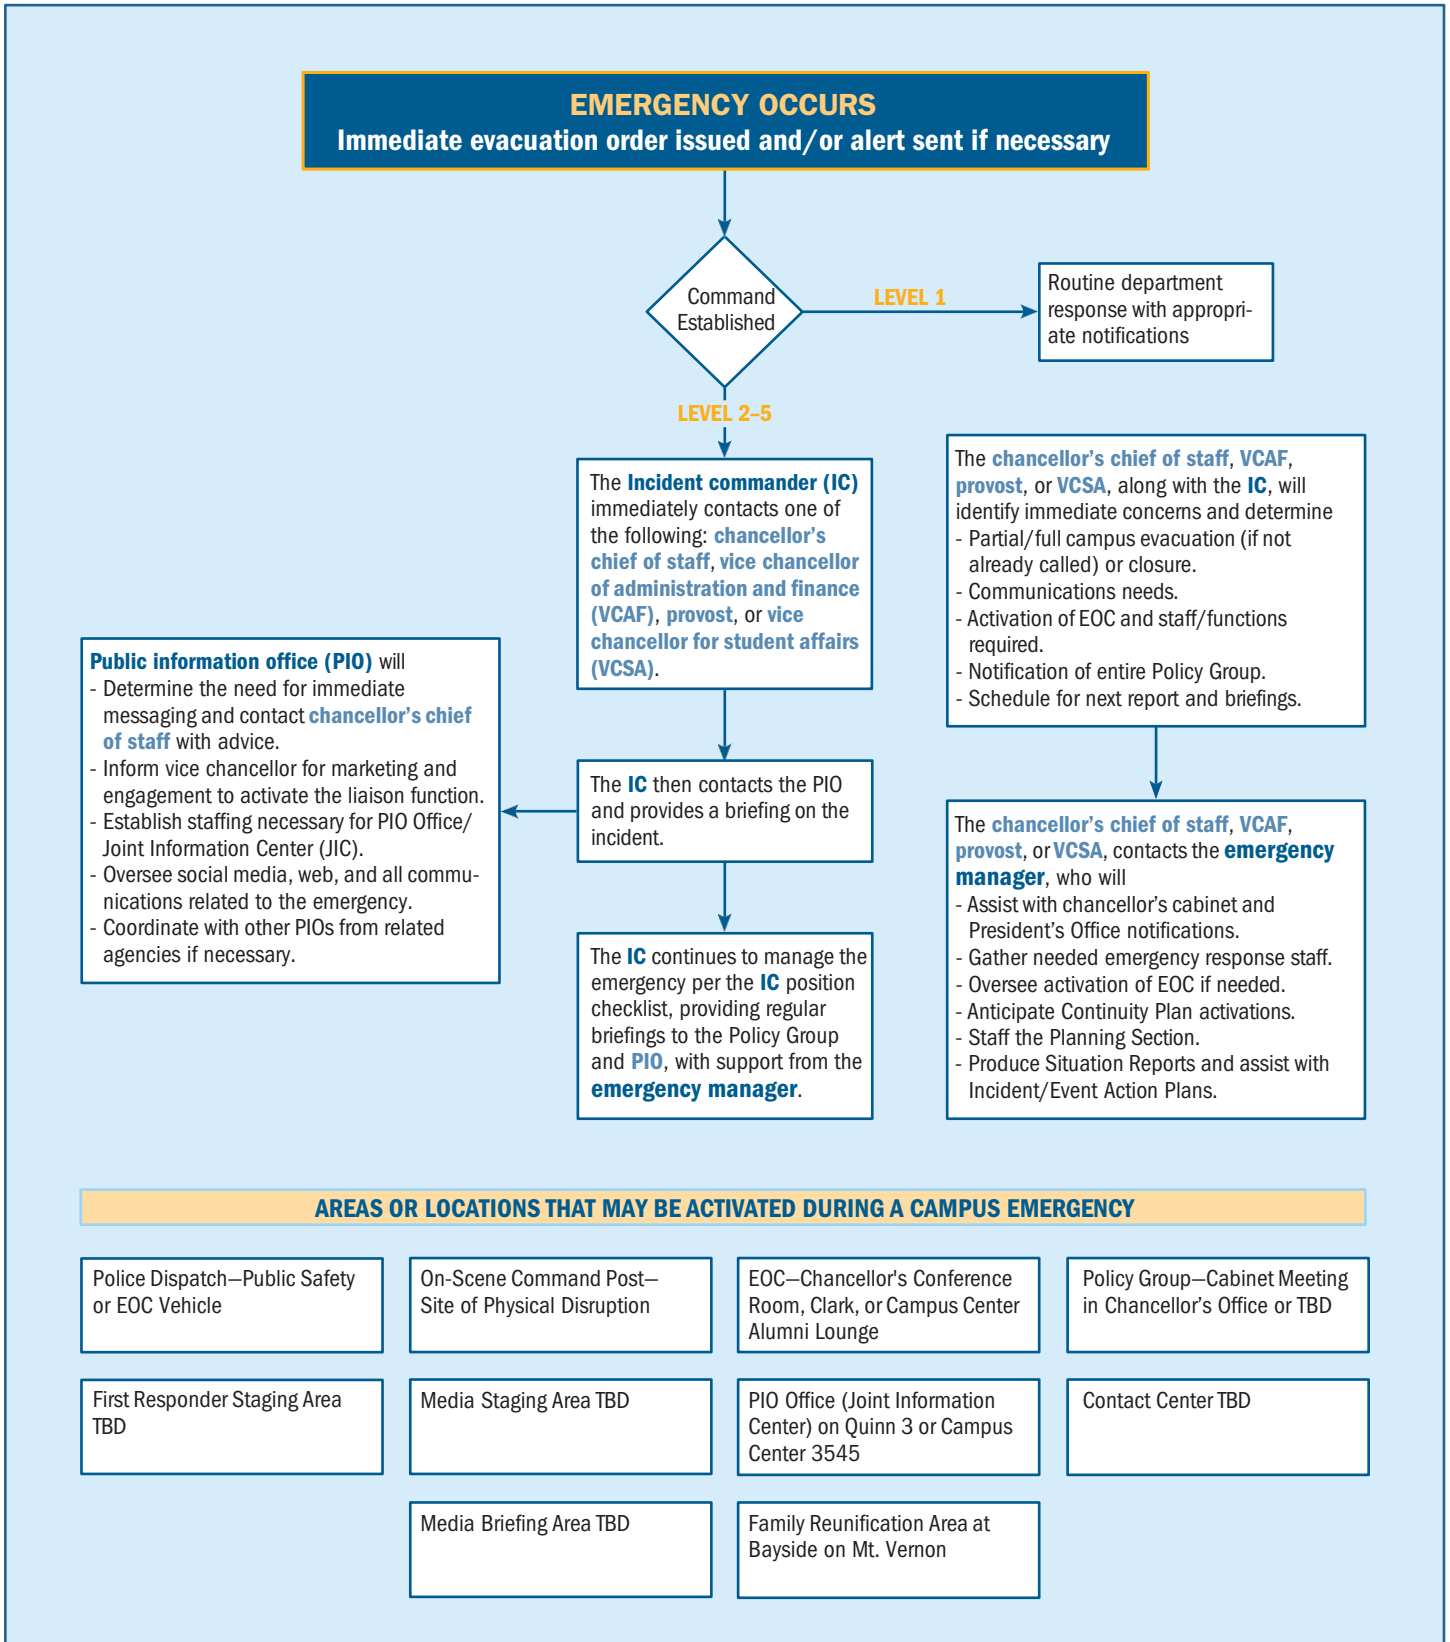 EMERGENCY OCCURS
Immediate evacuation order issued and/or alert sent if necessary
Command
Established
LEVEL 1
Routine department
response with appropri-
ate notifications
LEVEL 2–5
The Incident commander (IC)
immediately contacts one of
the following: chancellor's
chief of staff, vice chancellor
of administration and finance
(VCAF), provost, or vice
chancellor for student affairs
(VCSA).
The chancellor's chief of staff, VCAF,
provost, or VCSA, along with the IC, will
identify immediate concerns and determine
- Partial/full campus evacuation (if not
already called) or closure.
- Communications needs.
- Activation of EOC and staff/functions
required.
- Notification of entire Policy Group.
- Schedule for next report and briefings.
Public information office (PIO) will
- Determine the need for immediate
messaging and contact chancellor's chief
of staff with advice.
- Inform vice chancellor for marketing and
engagement to activate the liaison function.
- Establish staffing necessary for PIO Office/
Joint Information Center (JIC).
- Oversee social media, web, and all commu-
nications related to the emergency.
- Coordinate with other PIOs from related
agencies if necessary.
The IC then contacts the PIO
and provides a briefing on the
incident.
The IC continues to manage the
emergency per the IC position
checklist, providing regular
briefings to the Policy Group
and PIO, with support from the
emergency manager.
The chancellor's chief of staff, VCAF,
provost, or VCSA, contacts the emergency
manager, who will
- Assist with chancellor's cabinet and
President's Office notifications.
- Gather needed emergency response staff.
- Oversee activation of EOC if needed.
- Anticipate Continuity Plan activations.
- Staff the Planning Section.
- Produce Situation Reports and assist with
Incident/Event Action Plans.
AREAS OR LOCATIONS THAT MAY BE ACTIVATED DURING A CAMPUS EMERGENCY
Police Dispatch—Public Safety
or EOC Vehicle
On-Scene Command Post—
Site of Physical Disruption
EOC—Chancellor's Conference
Room, Clark, or Campus Center
Alumni Lounge
Policy Group—Cabinet Meeting
in Chancellor's Office or TBD
First Responder Staging Area
TBD
Media Staging Area TBD
PIO Office (Joint Information
Center) on Quinn 3 or Campus
Center 3545
Contact Center TBD
Media Briefing Area TBD
Family Reunification Area at
Bayside on Mt. Vernon